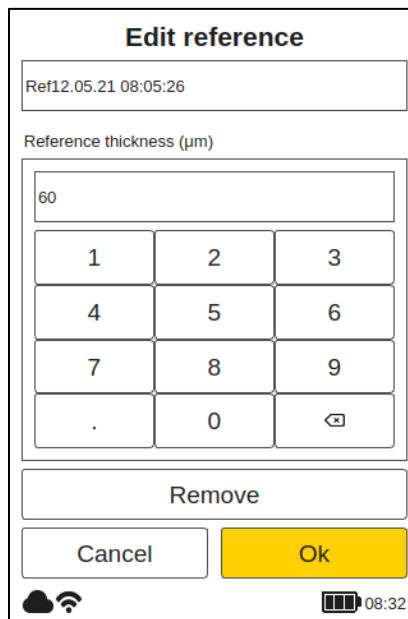 Edit reference
Ref12.05.21 08:05:26
Reference thickness (µm)
60
1 2 3
4 5 6
7 8 9
. 0
Remove
Cancel Ok
08:32